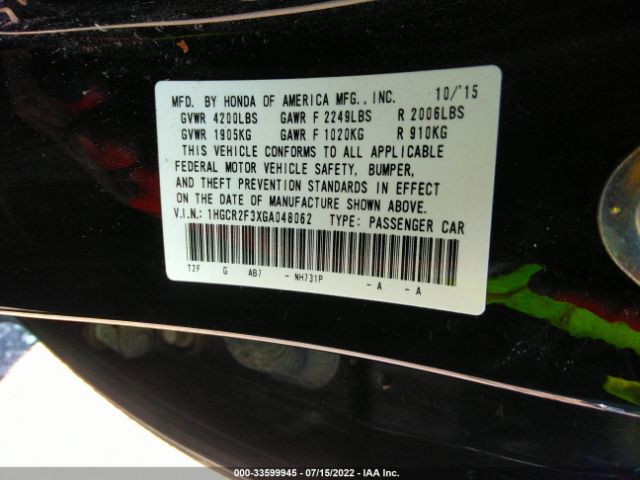 MFD. BY HONDA OF AMERICA MFG., INC. 10/'15
GVWR 4200LBS GAWR F 2249LBS R 2006LBS
GVWR 1905KG GAWR F 1020KG R 910KG
THIS VEHICLE CONFORMS TO ALL APPLICABLE
FEDERAL MOTOR VEHICLE SAFETY, BUMPER,
AND THEFT PREVENTION STANDARDS IN EFFECT
ON THE DATE OF MANUFACTURE SHOWN ABOVE.
V.I.N.: 1HGCR2F3XGA048062 TYPE: PASSENGER CAR
T2F G AB7 - NH731P - A - A
000-33599945 - 07/15/2022 - IAA Inc.